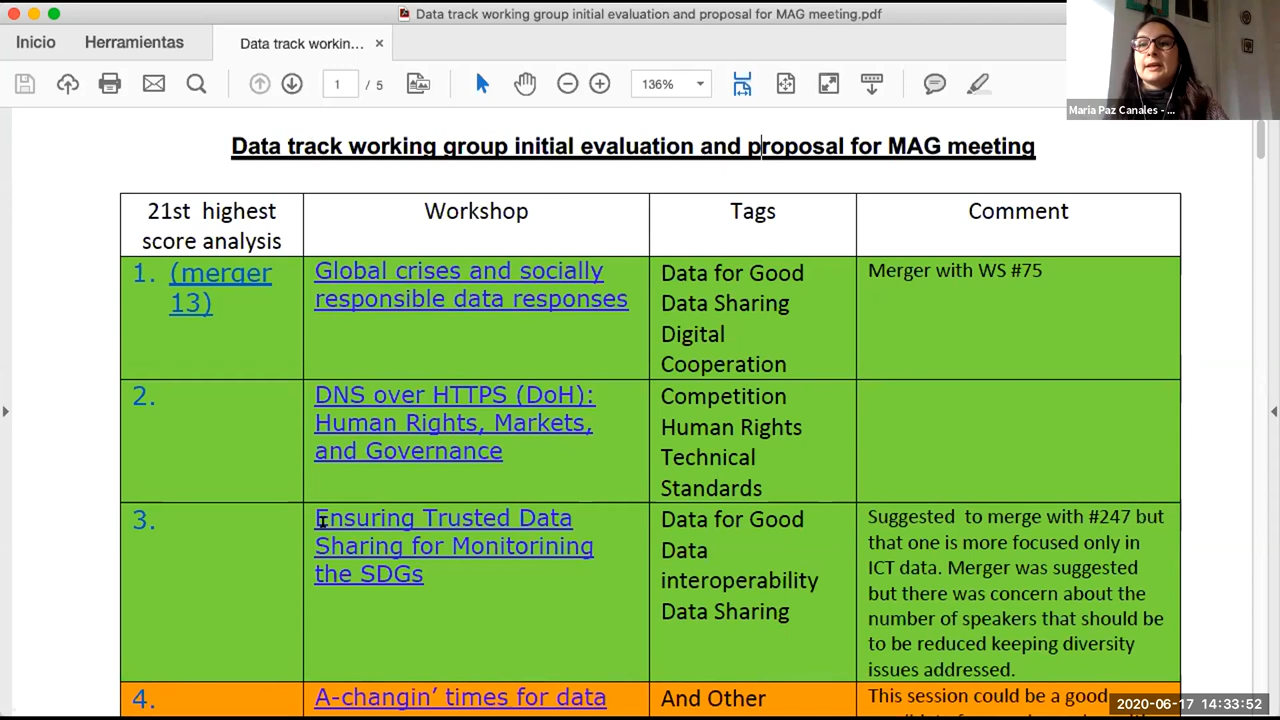 Data track working group initial evaluation and proposal for MAG meeting.pdf
Inicio
Herramientas
Data track workin...
1 / 5
136%
Maria Paz Canales - ...
Data track working group initial evaluation and proposal for MAG meeting
21st highest
score analysis
Workshop
Tags
Comment
1. (merger
13)
Global crises and socially
responsible data responses
Data for Good
Data Sharing
Digital
Cooperation
Merger with WS #75
2.
DNS over HTTPS (DoH):
Human Rights, Markets,
and Governance
Competition
Human Rights
Technical
Standards
3.
Ensuring Trusted Data
Sharing for Monitorining
the SDGs
Data for Good
Data
interoperability
Data Sharing
Suggested to merge with #247 but
that one is more focused only in
ICT data. Merger was suggested
but there was concern about the
number of speakers that should be
to be reduced keeping diversity
issues addressed.
4.
A-changin’ times for data
And Other
This session could be a good
2020-06-17 14:33:52